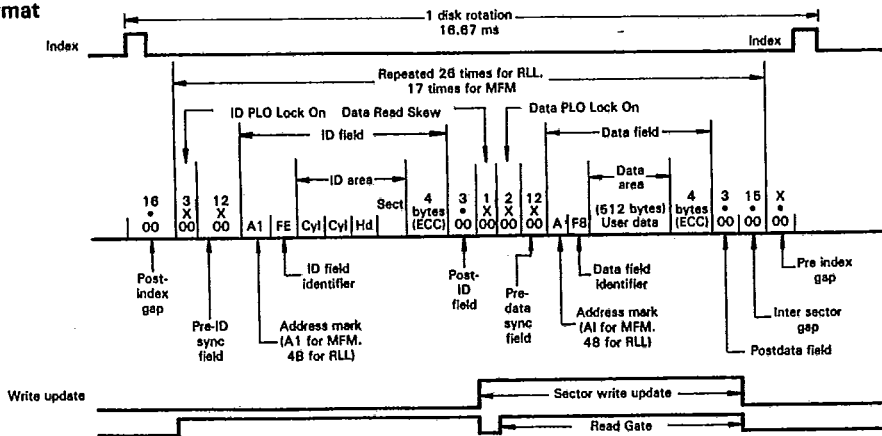 rmat
1 disk rotation
16.67 ms
Index
Index
Repeated 26 times for RLL.
17 times for MFM
ID PLO Lock On
Data Read Skew
Data PLO Lock On
ID field
Data field
ID area
Data
area
16
•
00
3
X
00
12
X
00
A1
FE
Cyl
Cyl
Hd
Sect
4
bytes
(ECC)
3
•
00
1
X
00
2
X
00
12
X
00
A1
F8
(512 bytes)
User data
4
bytes
(ECC)
3
•
00
15
•
00
X
•
00
Post-
index
gap
Pre-ID
sync
field
Address mark
(A1 for MFM.
4B for RLL)
ID field
identifier
Post-
ID
field
Pre-
data
sync
field
Address mark
(AI for MFM.
48 for RLL)
Data field
identifier
Pre index
gap
Inter sector
gap
Postdata field
Write update
Sector write update
Read Gate